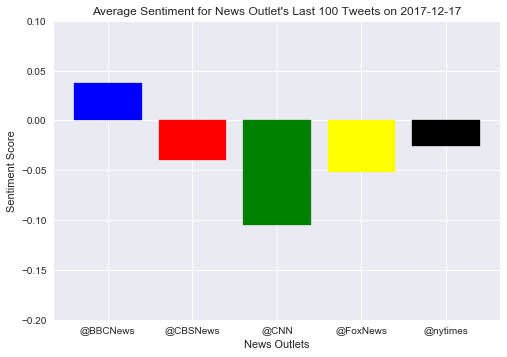 Average Sentiment for News Outlet's Last 100 Tweets on 2017-12-17
0.10
0.05
0.00
−0.05
−0.10
−0.15
−0.20
Sentiment Score
@BBCNews @CBSNews @CNN @FoxNews @nytimes
News Outlets